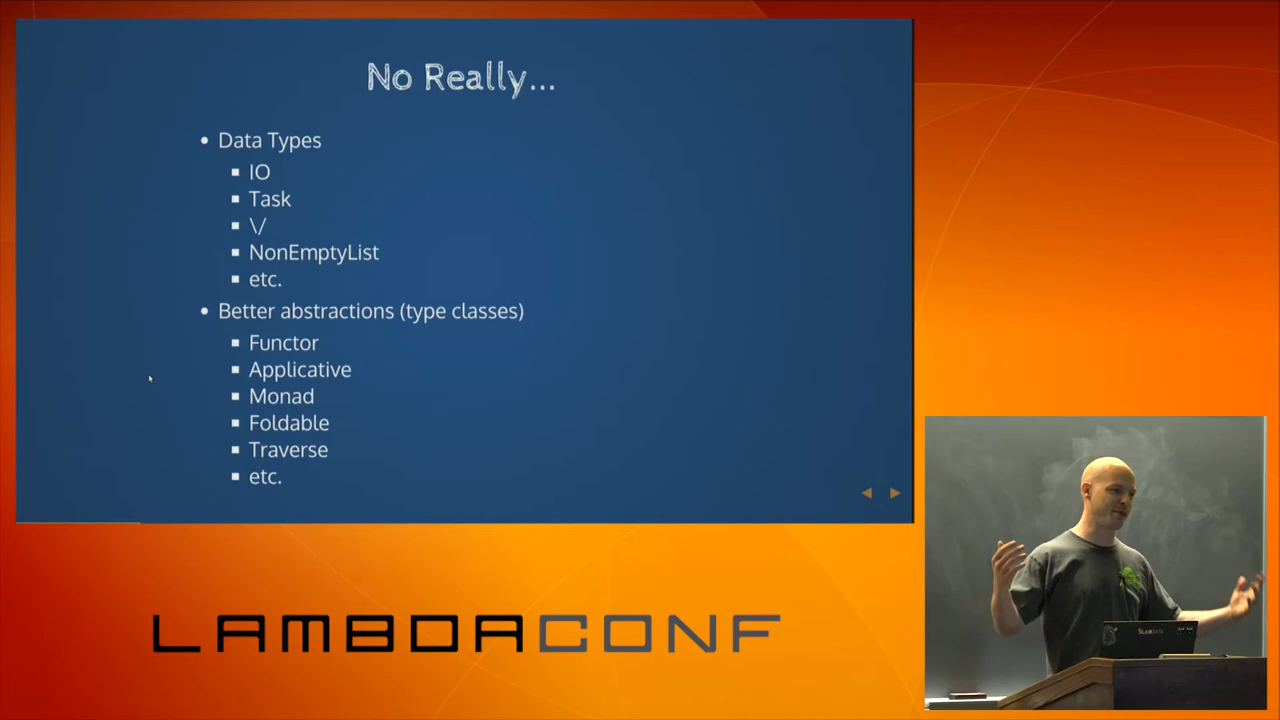 No Really...
Data Types
IO
Task
\/
NonEmptyList
etc.
Better abstractions (type classes)
Functor
Applicative
Monad
Foldable
Traverse
etc.
LAMBDACONF
SLAMDATA